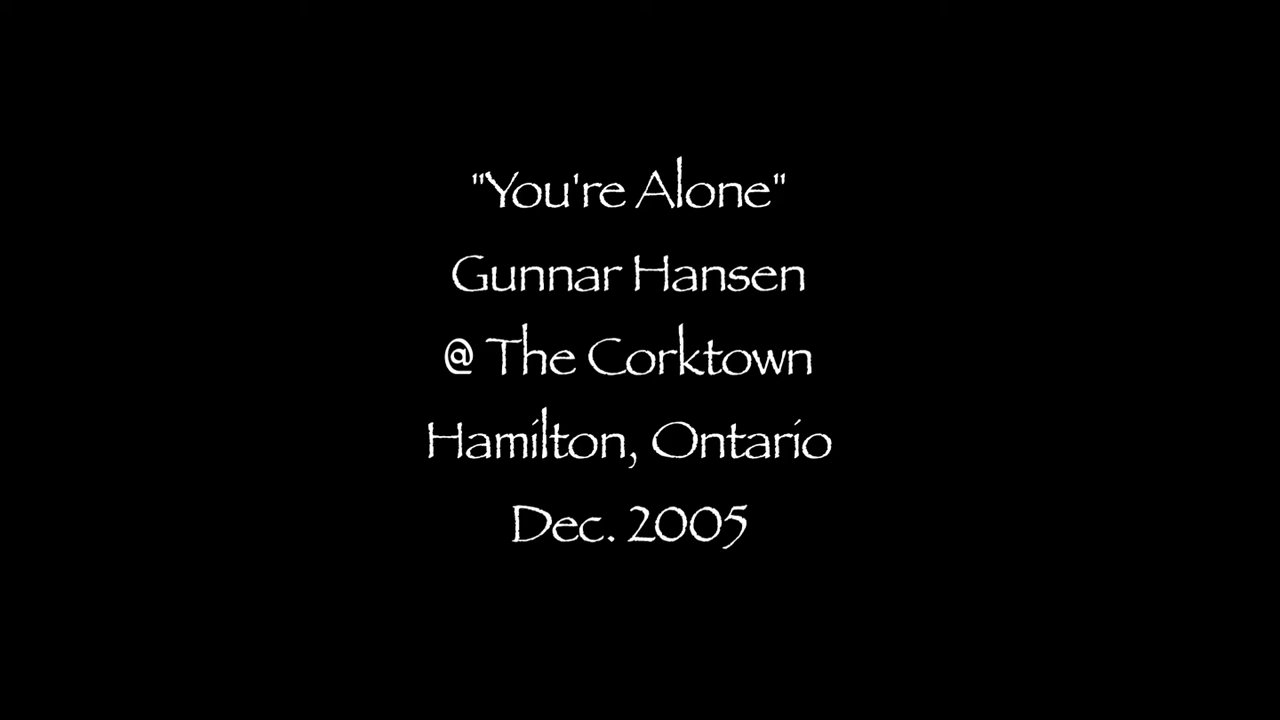 "You're Alone"
Gunnar Hansen
@ The Corktown
Hamilton, Ontario
Dec. 2005